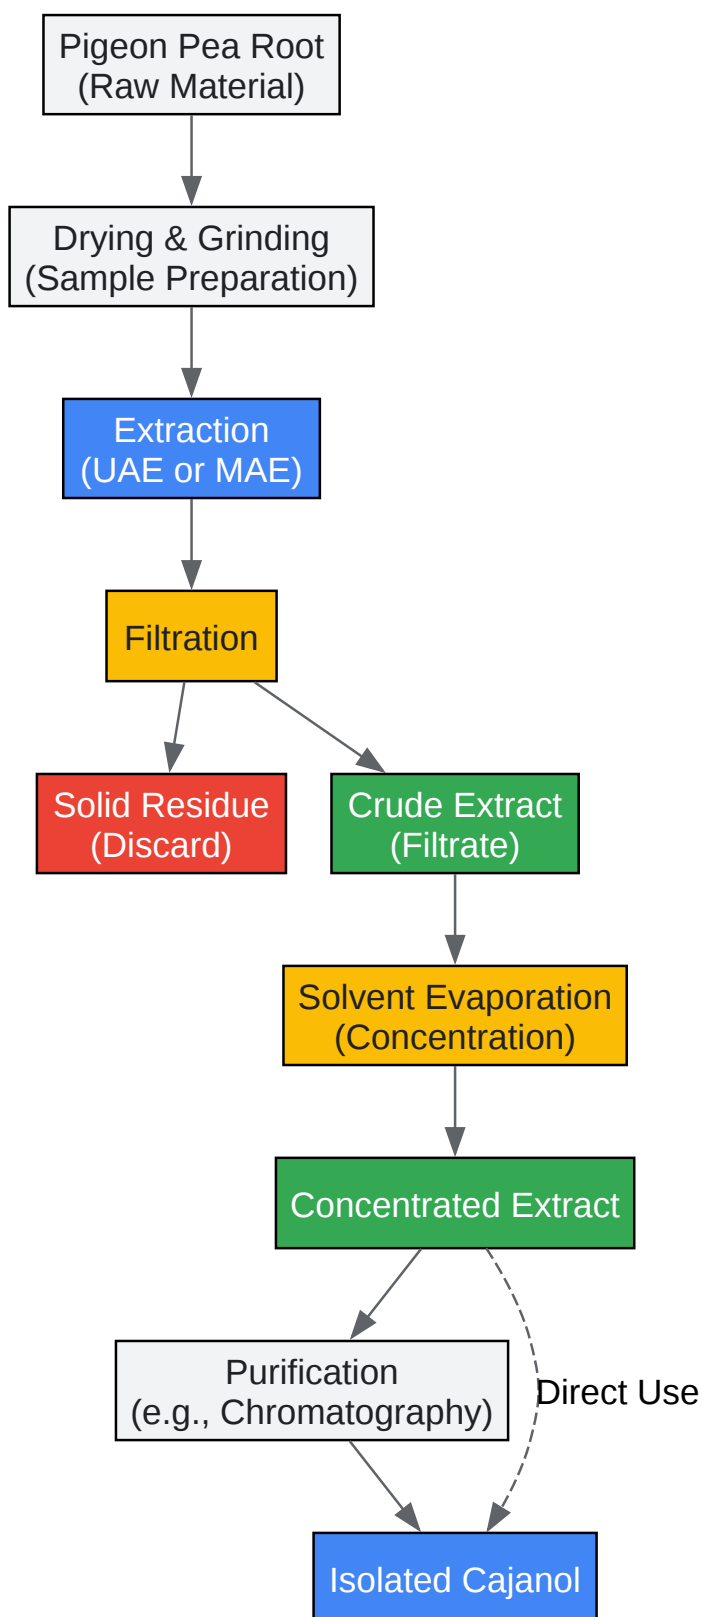 Pigeon Pea Root
(Raw Material)
Drying & Grinding
(Sample Preparation)
Extraction
(UAE or MAE)
Filtration
Solid Residue
(Discard)
Crude Extract
(Filtrate)
Solvent Evaporation
(Concentration)
Concentrated Extract
Purification
(e.g., Chromatography)
Direct Use
Isolated Cajanol